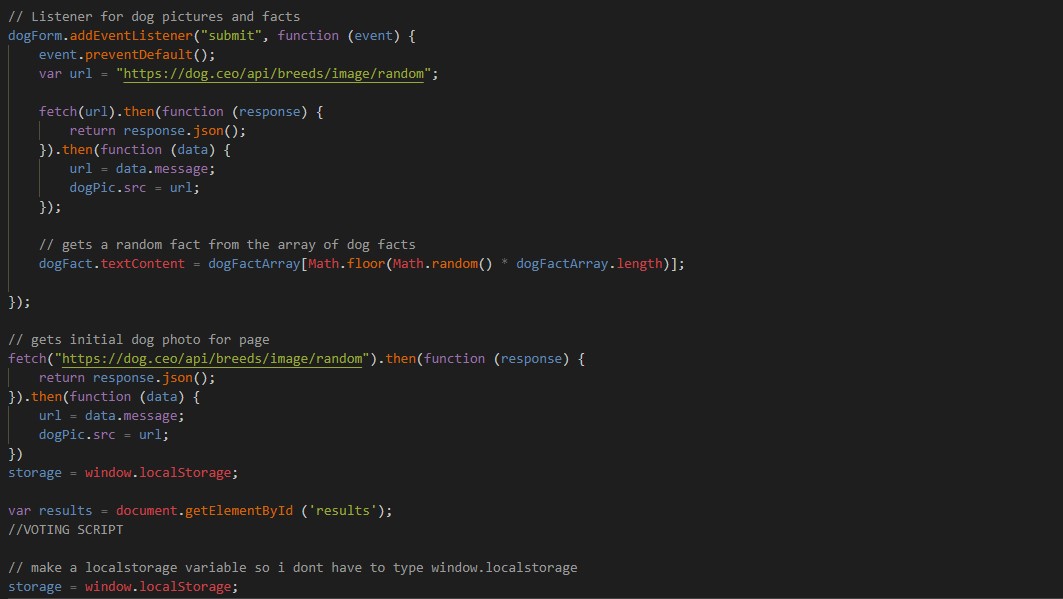 // Listener for dog pictures and facts
dogForm.addEventListener("submit", function (event) {
    event.preventDefault();
    var url = "https://dog.ceo/api/breeds/image/random";

    fetch(url).then(function (response) {
        return response.json();
    }).then(function (data) {
        url = data.message;
        dogPic.src = url;
    });

    // gets a random fact from the array of dog facts
    dogFact.textContent = dogFactArray[Math.floor(Math.random() * dogFactArray.length)];

});

// gets initial dog photo for page
fetch("https://dog.ceo/api/breeds/image/random").then(function (response) {
    return response.json();
}).then(function (data) {
    url = data.message;
    dogPic.src = url;
})
storage = window.localStorage;

var results = document.getElementById ('results');
//VOTING SCRIPT

// make a localstorage variable so i dont have to type window.localstorage
storage = window.localStorage;